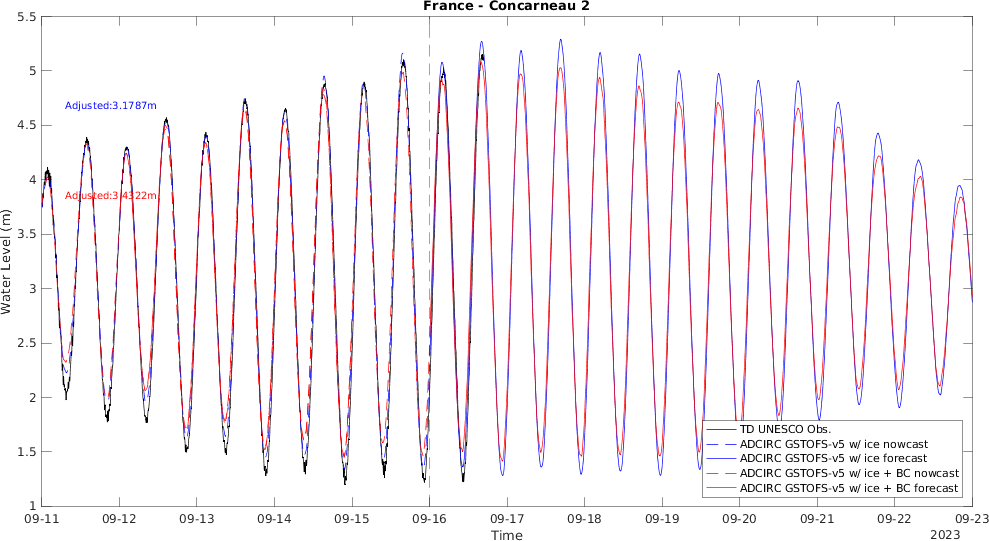 France - Concarneau 2
5.5
5
4.5
4
3.5
3
2.5
2
1.5
1
Water Level (m)
Adjusted:3.1787m
Adjusted:3.4322m
TD UNESCO Obs.
ADCIRC GSTOFS-v5 w/ ice nowcast
ADCIRC GSTOFS-v5 w/ ice forecast
ADCIRC GSTOFS-v5 w/ ice + BC nowcast
ADCIRC GSTOFS-v5 w/ ice + BC forecast
09-11 09-12 09-13 09-14 09-15 09-16 09-17 09-18 09-19 09-20 09-21 09-22 09-23
Time
2023